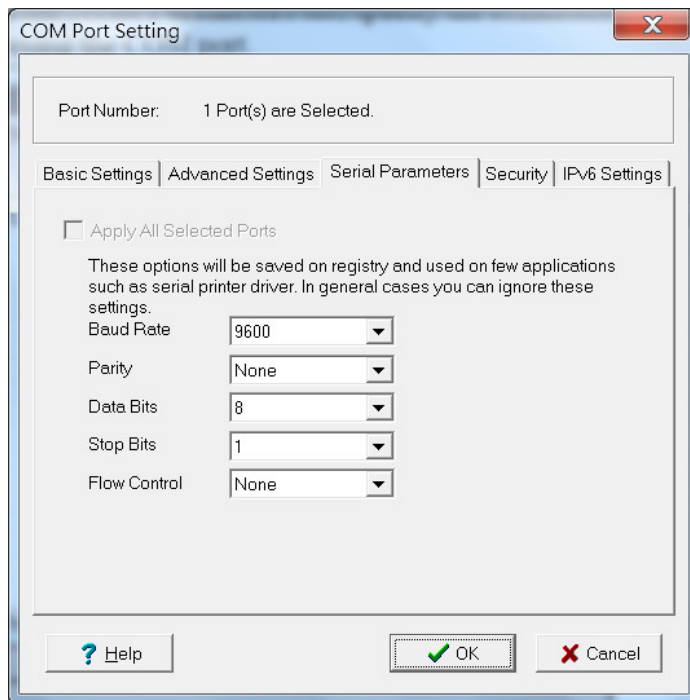 COM Port Setting
X
Port Number: 1 Port(s) are Selected.
Basic Settings Advanced Settings Serial Parameters Security IPv6 Settings
Apply All Selected Ports
These options will be saved on registry and used on few applications
such as serial printer driver. In general cases you can ignore these
settings.
Baud Rate 9600
Parity None
Data Bits 8
Stop Bits 1
Flow Control None
? Help OK Cancel